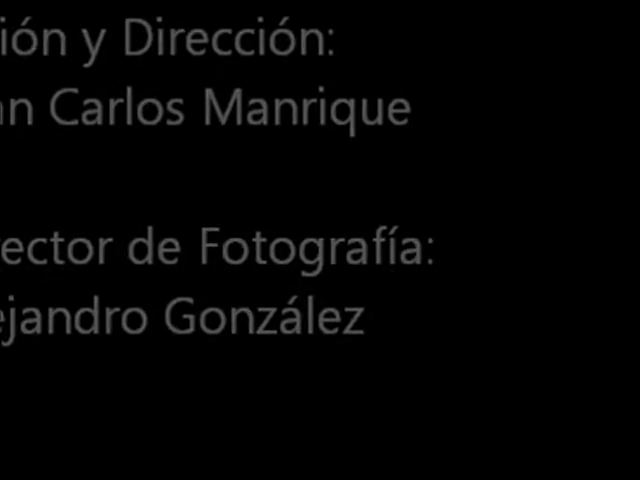 ión y Dirección:
an Carlos Manrique
ector de Fotografía:
ejandro González